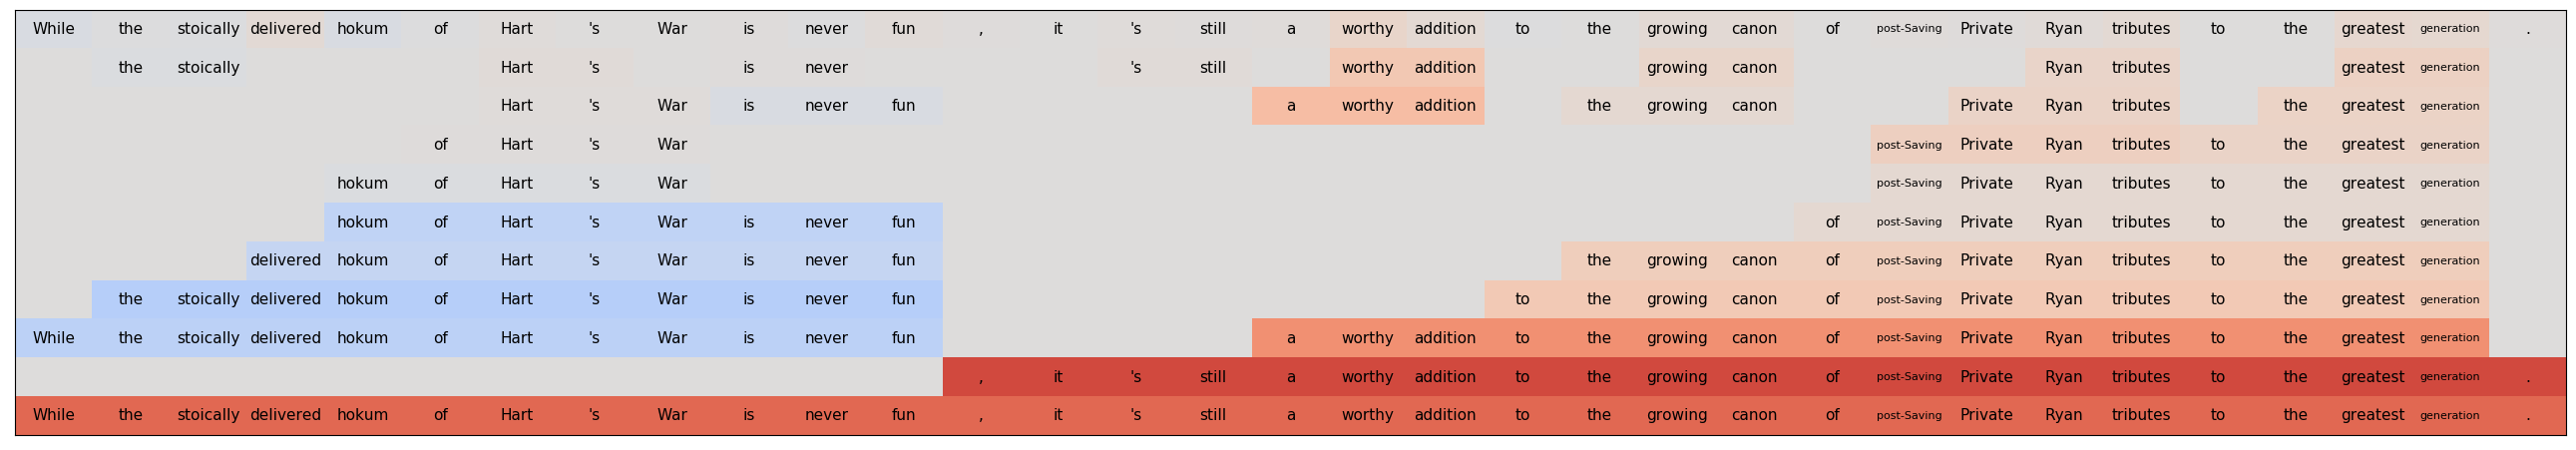 While the stoically delivered hokum of Hart 's War is never fun , it 's still a worthy addition to the growing canon of post-Saving Private Ryan tributes to the greatest generation .
the stoically Hart 's is never 's still worthy addition growing canon Ryan tributes greatest generation
Hart 's War is never fun a worthy addition the growing canon Private Ryan tributes the greatest generation
of Hart 's War post-Saving Private Ryan tributes to the greatest generation
hokum of Hart 's War post-Saving Private Ryan tributes to the greatest generation
hokum of Hart 's War is never fun of post-Saving Private Ryan tributes to the greatest generation
delivered hokum of Hart 's War is never fun the growing canon of post-Saving Private Ryan tributes to the greatest generation
the stoically delivered hokum of Hart 's War is never fun to the growing canon of post-Saving Private Ryan tributes to the greatest generation
While the stoically delivered hokum of Hart 's War is never fun a worthy addition to the growing canon of post-Saving Private Ryan tributes to the greatest generation
, it 's still a worthy addition to the growing canon of post-Saving Private Ryan tributes to the greatest generation .
While the stoically delivered hokum of Hart 's War is never fun , it 's still a worthy addition to the growing canon of post-Saving Private Ryan tributes to the greatest generation .